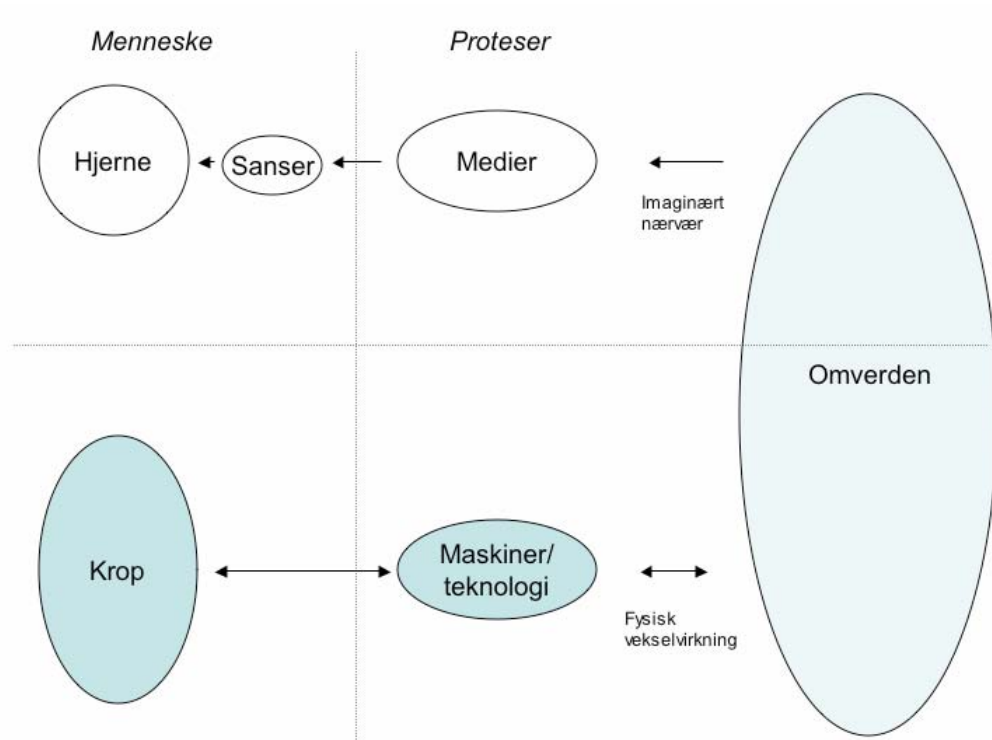 Menneske
Proteser
Hjerne
Sanser
Medier
Imaginært
nærvær
Omverden
Krop
Maskiner/
teknologi
Fysisk
vekselvirkning